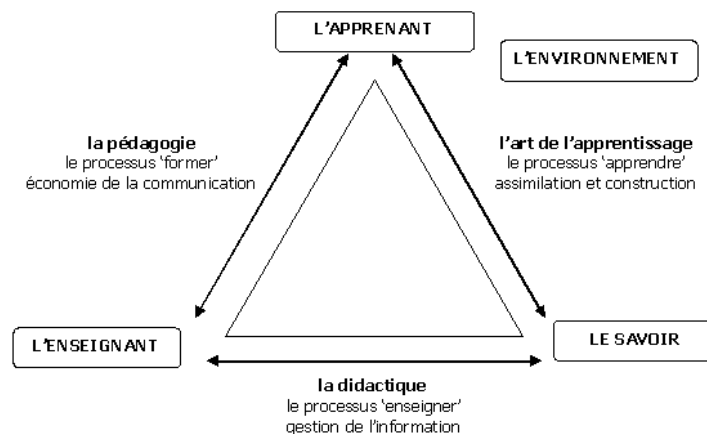 L'APPRENANT
L'ENVIRONNEMENT
la pédagogie
le processus 'former'
économie de la communication
l'art de l'apprentissage
le processus 'apprendre'
assimilation et construction
L'ENSEIGNANT
LE SAVOIR
la didactique
le processus 'enseigner'
gestion de l'information